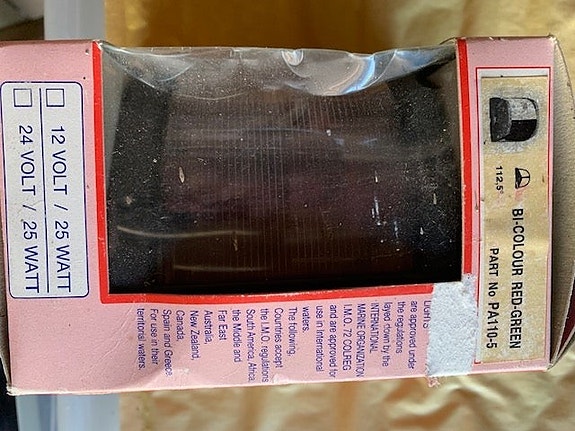 BI-COLOUR RED-GREEN
112,5°
PART No PA110-5
LIGHTS
are approved under
the regulations
layed down by the
INTERNATIONAL
MARINE ORGANIZATION
I.M.O. 72 COLREG
and are approved for
use in International
waters.
The following
Countries accept
the I.M.O. regulations
South America, Africa,
the Middle and
Far East
Australia,
New Zealand,
Canada,
Spain and Greece.
For use in their
territorial waters.
12 VOLT / 25 WATT
24 VOLT / 25 WATT